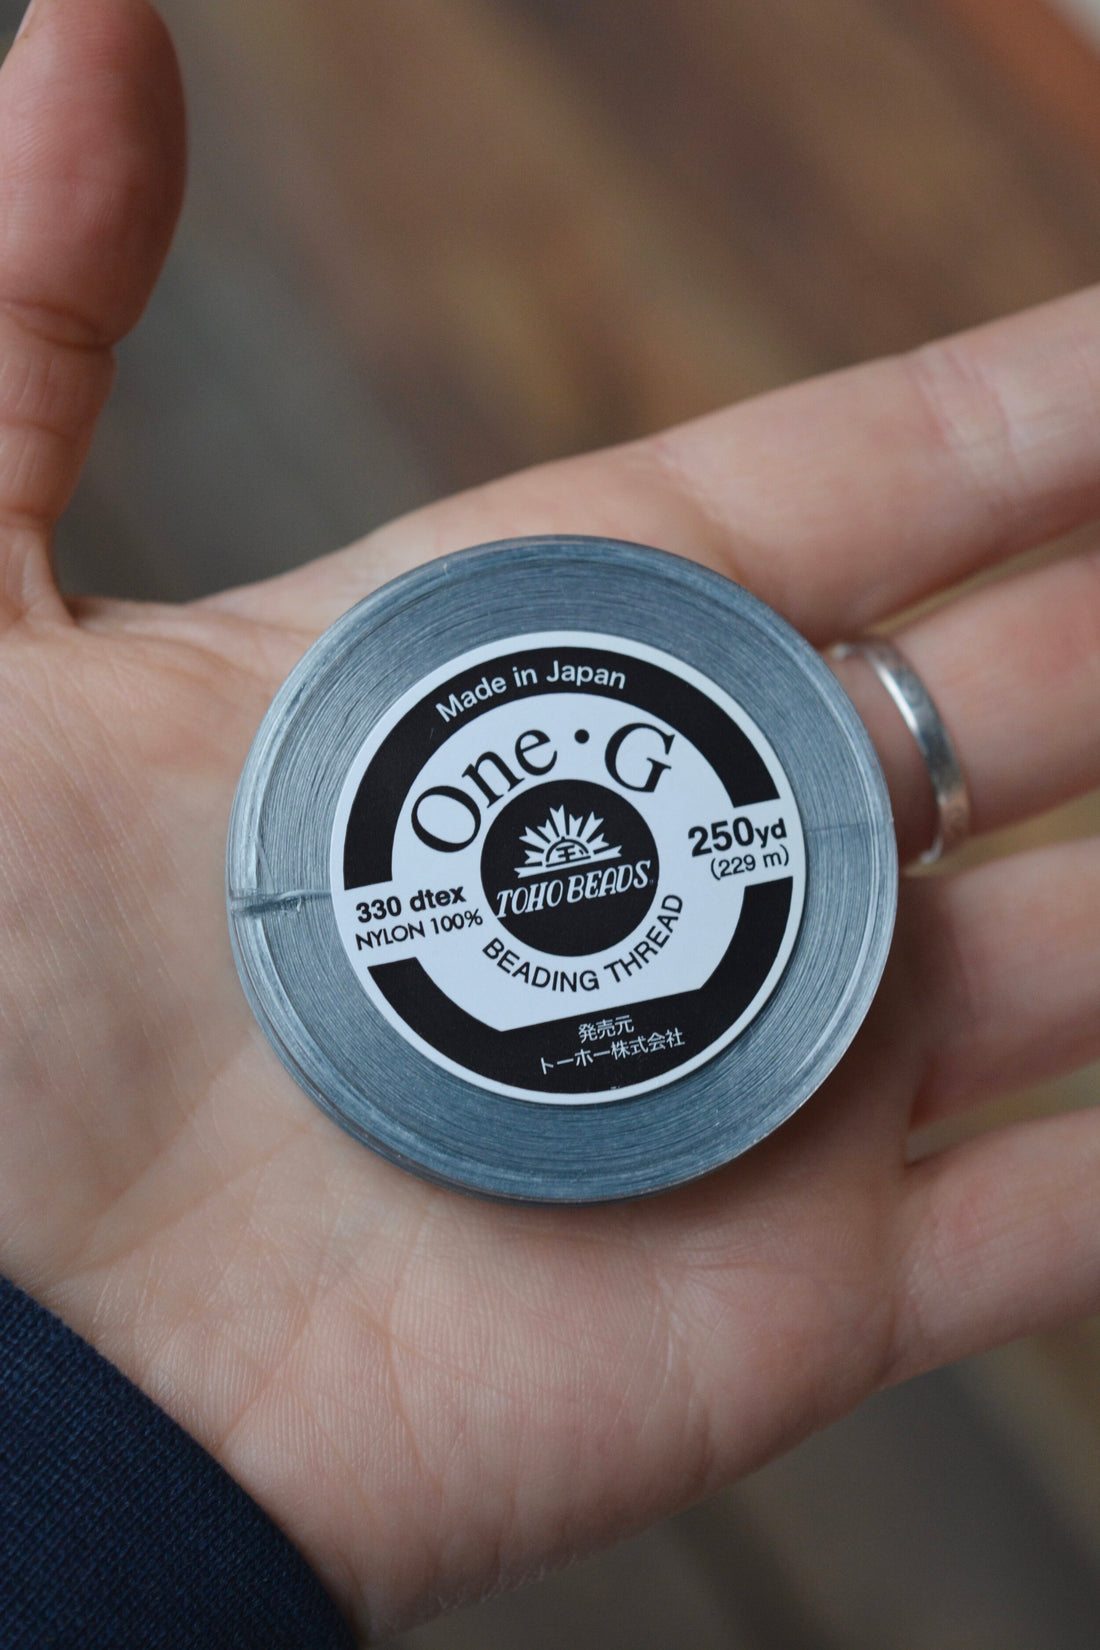 Made in Japan
One·G
玉
TOHO BEADS
250yd
(229 m)
330 dtex
NYLON 100%
BEADING THREAD
発売元
トーホー株式会社